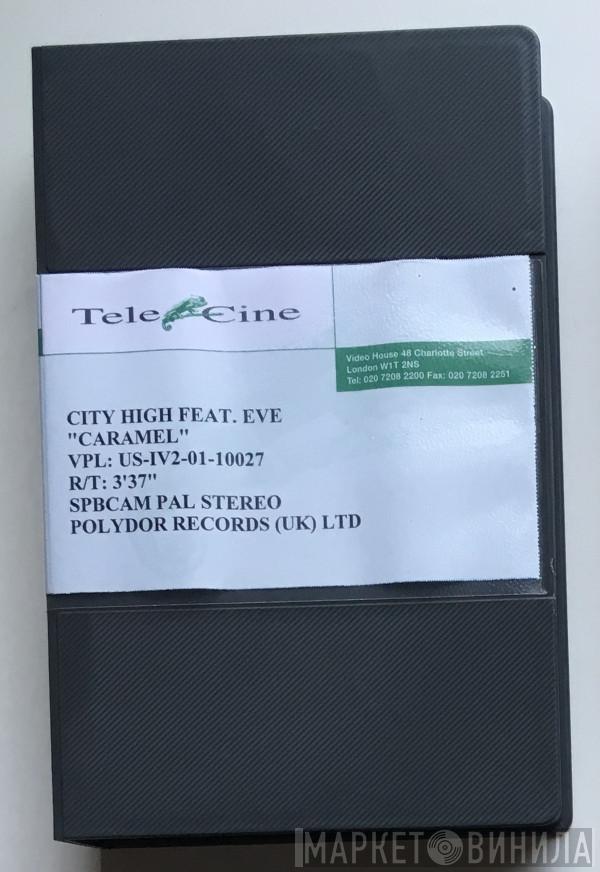 Tele Cine
Video House 48 Charlotte Street
London W1T 2NS
Tel: 020 7208 2200 Fax: 020 7208 2251
CITY HIGH FEAT. EVE
"CARAMEL"
VPL: US-IV2-01-10027
R/T: 3'37"
SPBCAM PAL STEREO
POLYDOR RECORDS (UK) LTD
МАРКЕТ ВИНИЛА